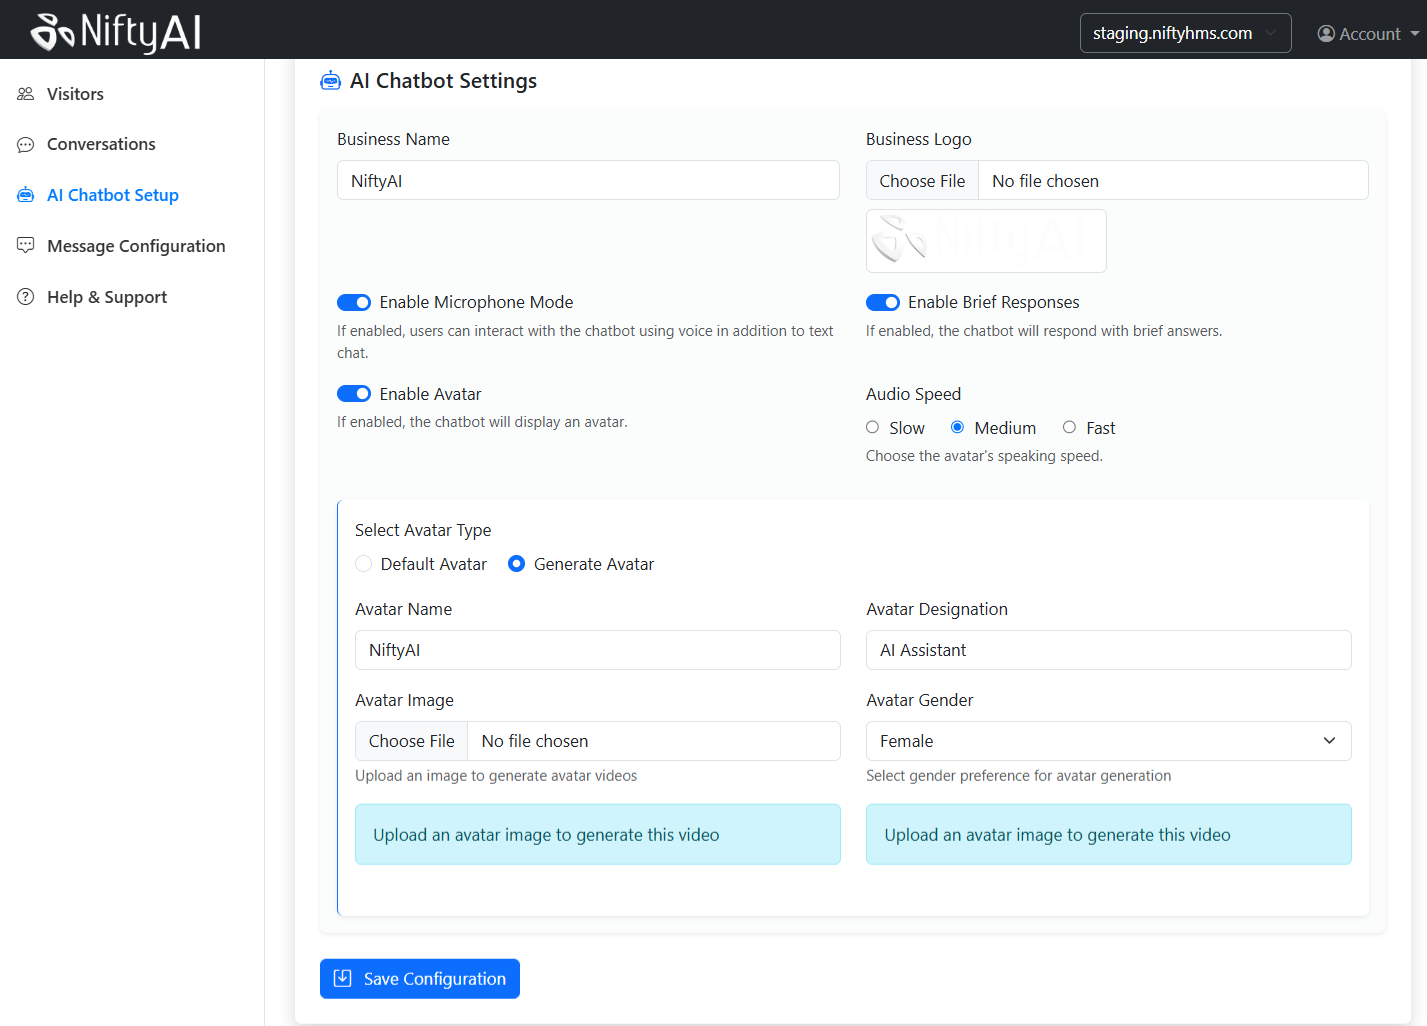 NiftyAI
staging.niftyhms.com
Account
Visitors
Conversations
AI Chatbot Setup
Message Configuration
Help & Support
AI Chatbot Settings
Business Name
NiftyAI
Business Logo
Choose File No file chosen
NiftyAI
Enable Microphone Mode
If enabled, users can interact with the chatbot using voice in addition to text
chat.
Enable Brief Responses
If enabled, the chatbot will respond with brief answers.
Enable Avatar
If enabled, the chatbot will display an avatar.
Audio Speed
Slow Medium Fast
Choose the avatar's speaking speed.
Select Avatar Type
Default Avatar Generate Avatar
Avatar Name
NiftyAI
Avatar Designation
AI Assistant
Avatar Image
Choose File No file chosen
Upload an image to generate avatar videos
Avatar Gender
Female
Select gender preference for avatar generation
Upload an avatar image to generate this video
Upload an avatar image to generate this video
Save Configuration